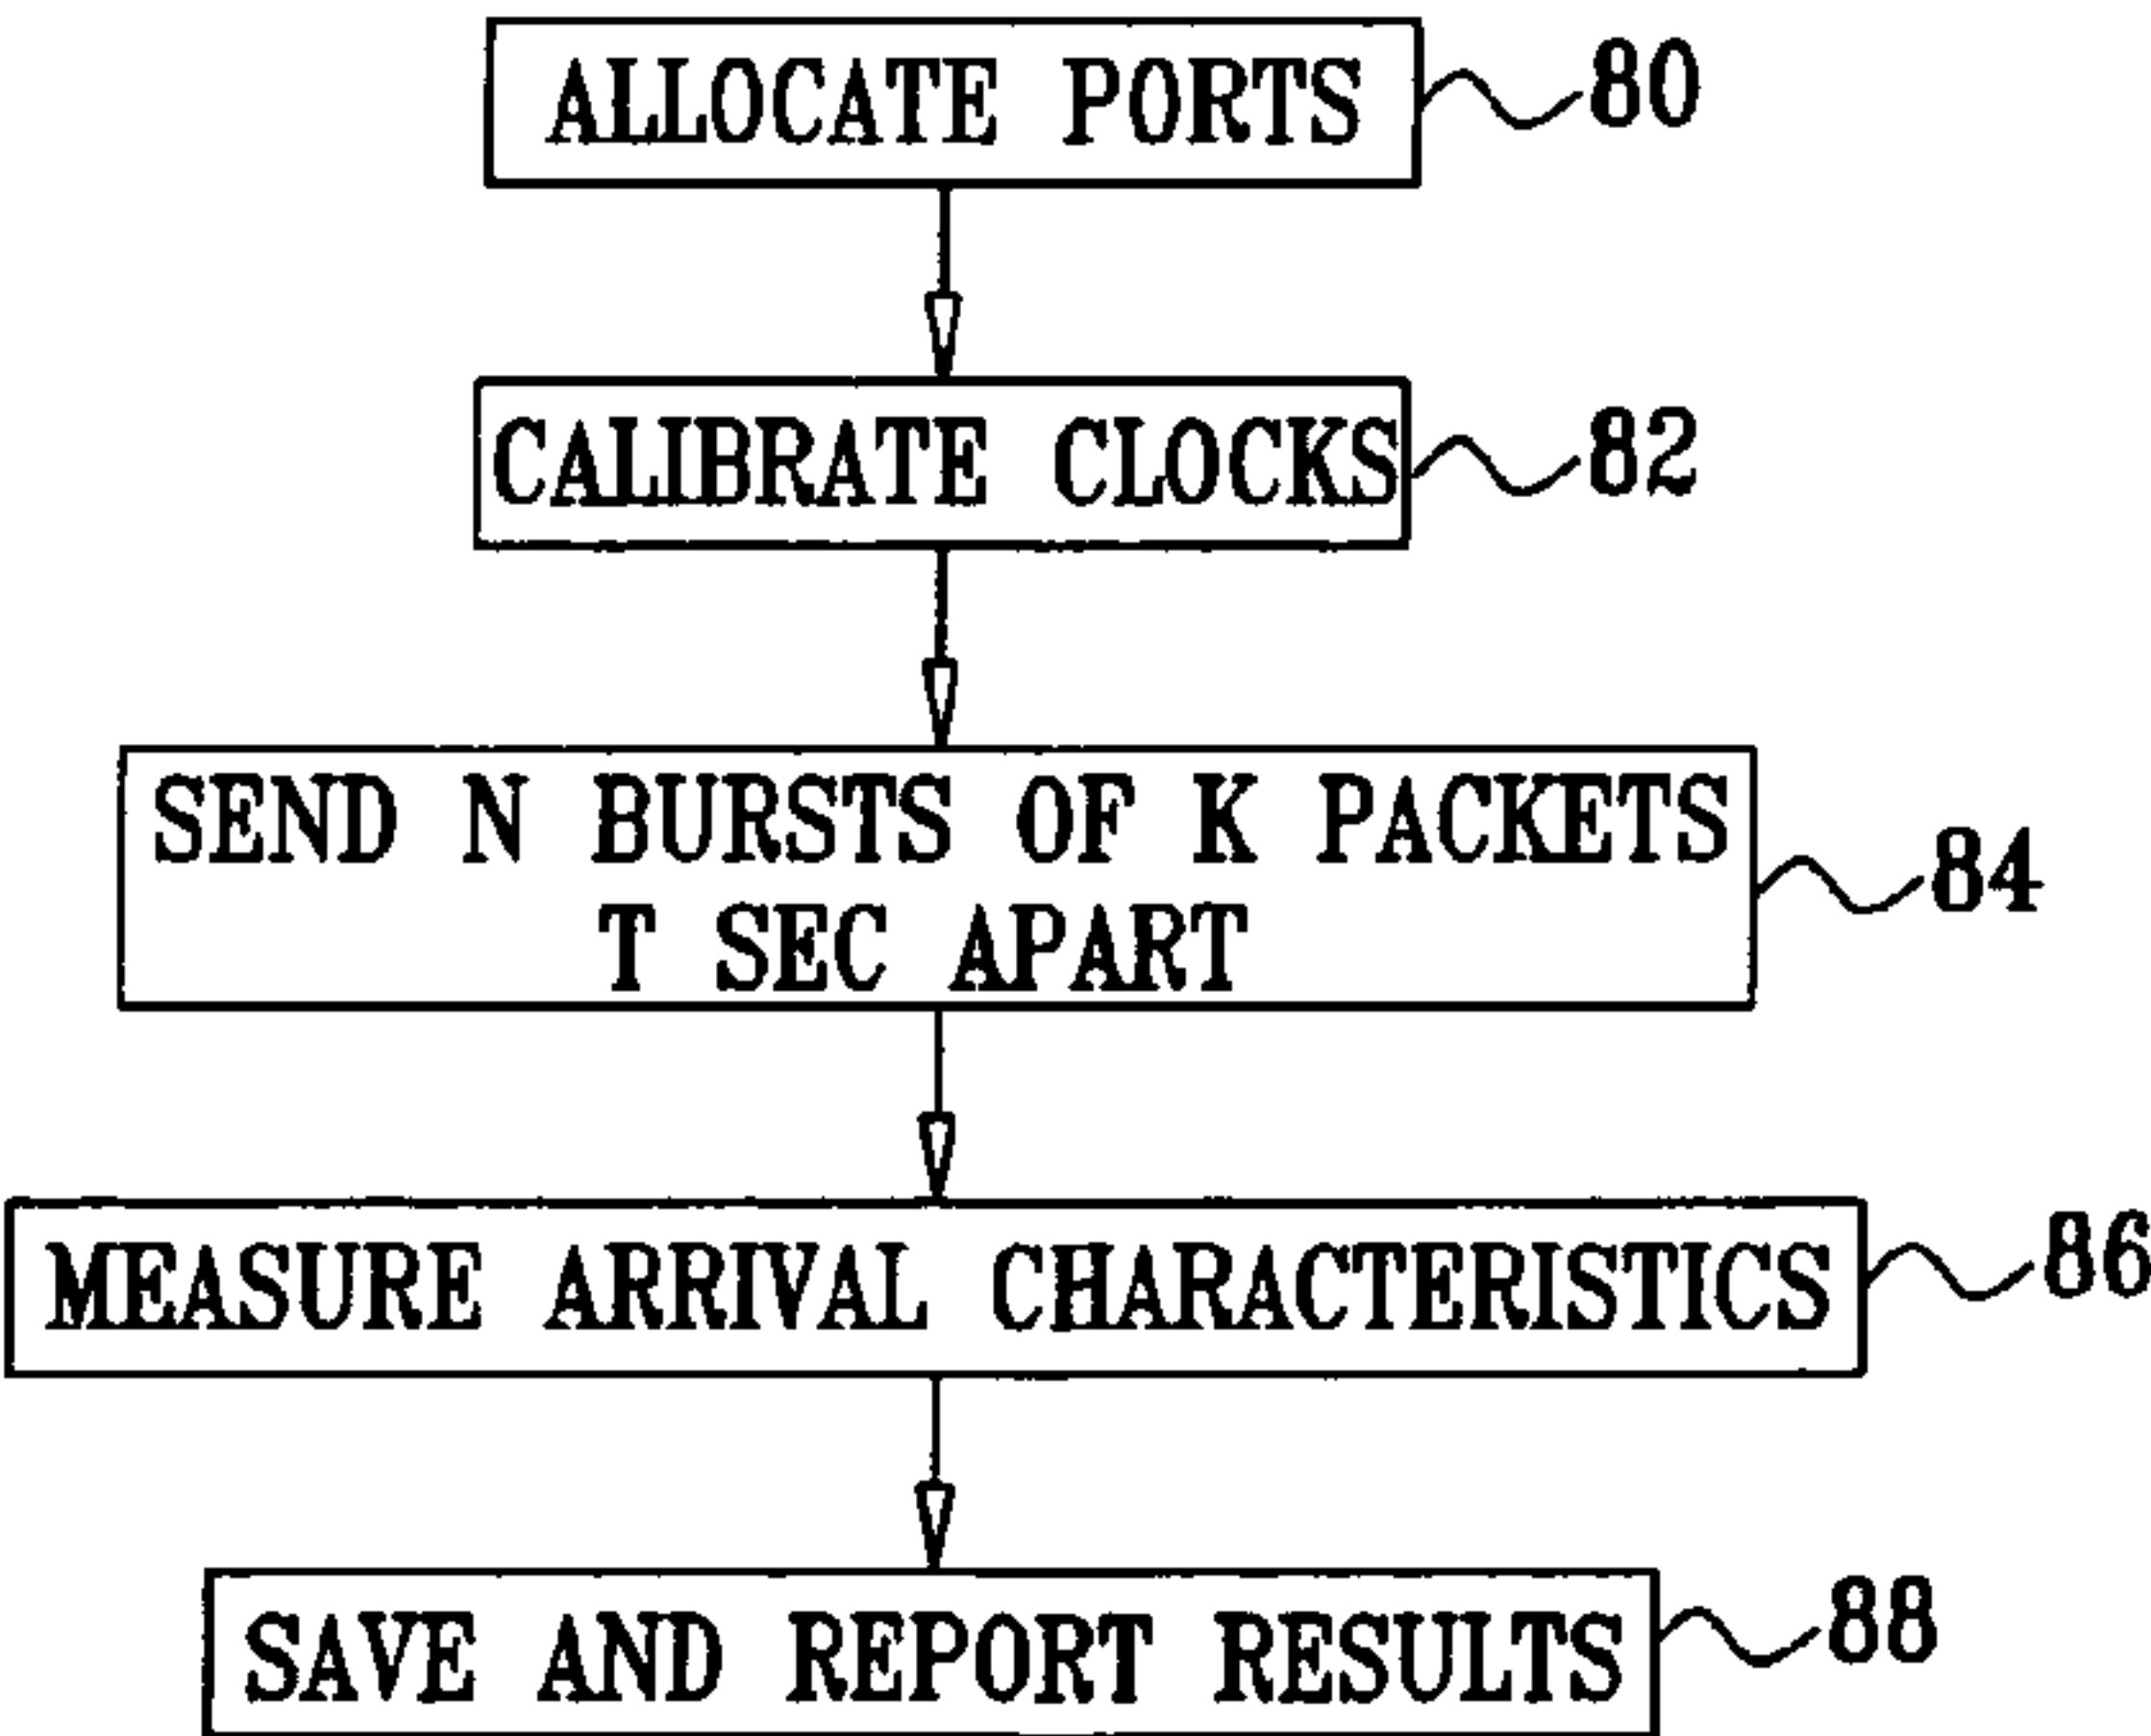 ALLOCATE PORTS 80
CALIBRATE CLOCKS 82
SEND N BURSTS OF K PACKETS
T SEC APART
84
MEASURE ARRIVAL CHARACTERISTICS 86
SAVE AND REPORT RESULTS 88